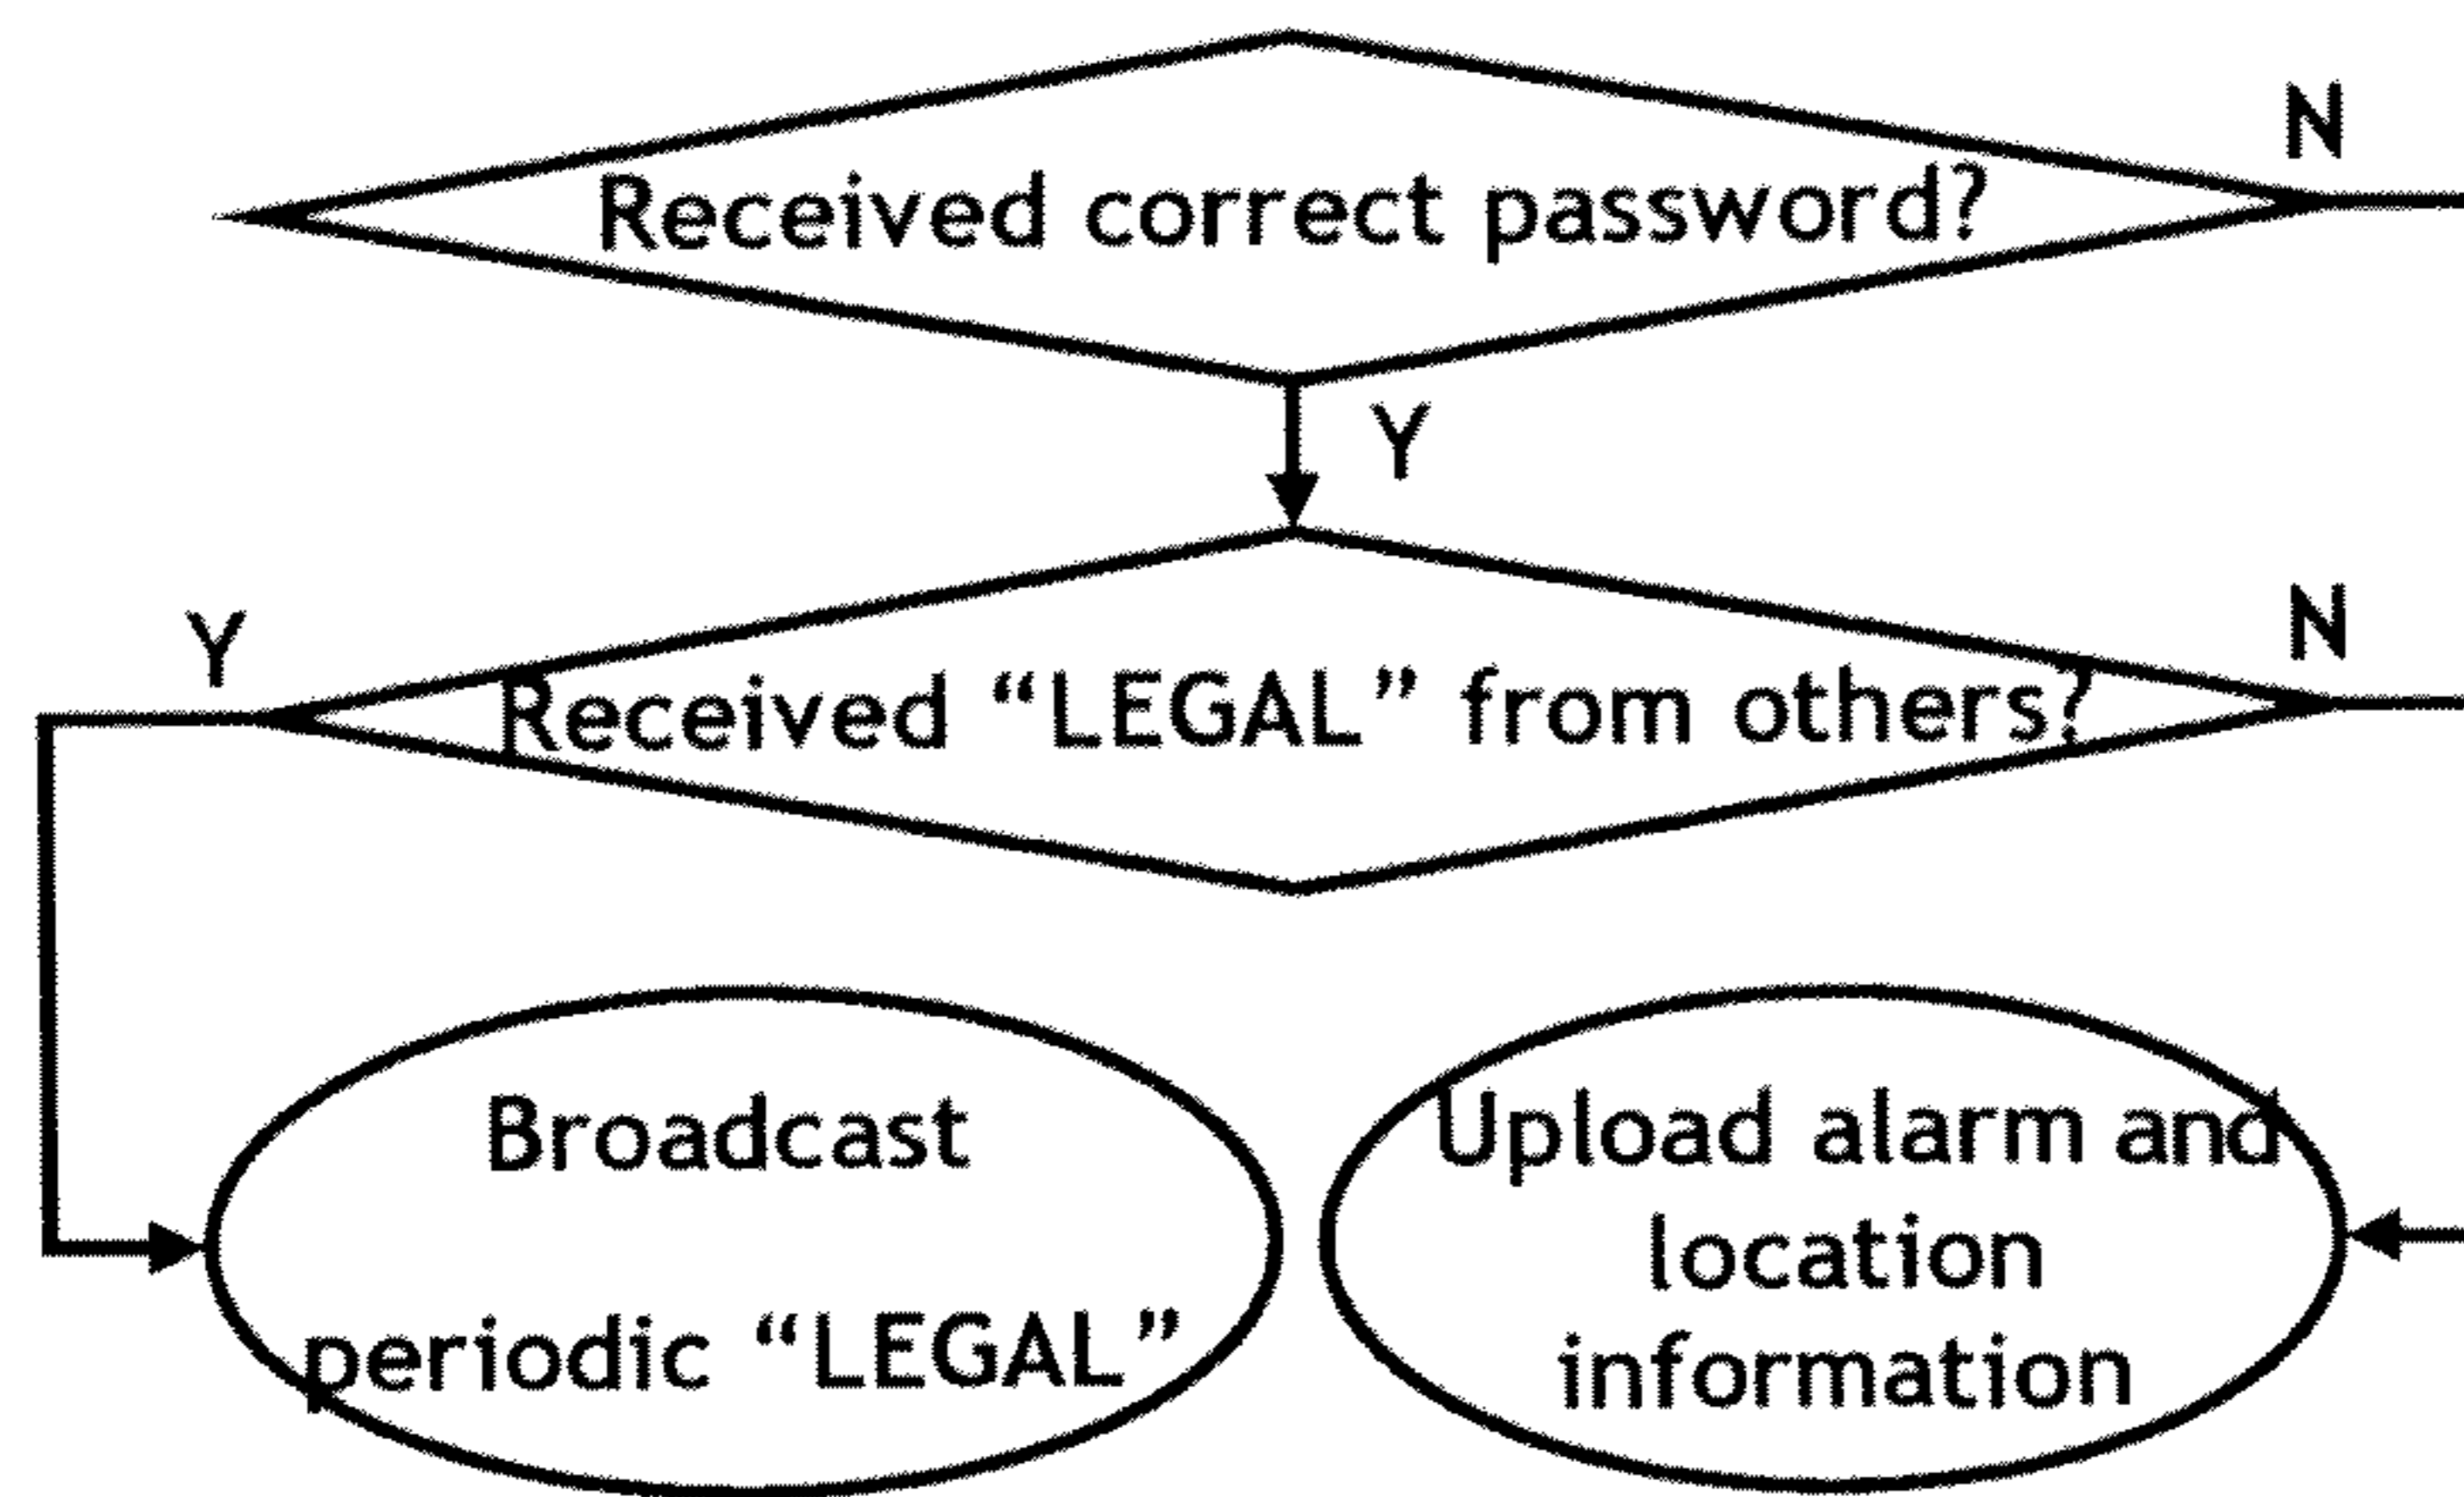 N
Received correct password?
Y
Y
N
Received “LEGAL” from others?
Broadcast
periodic “LEGAL”
Upload alarm and
location
information